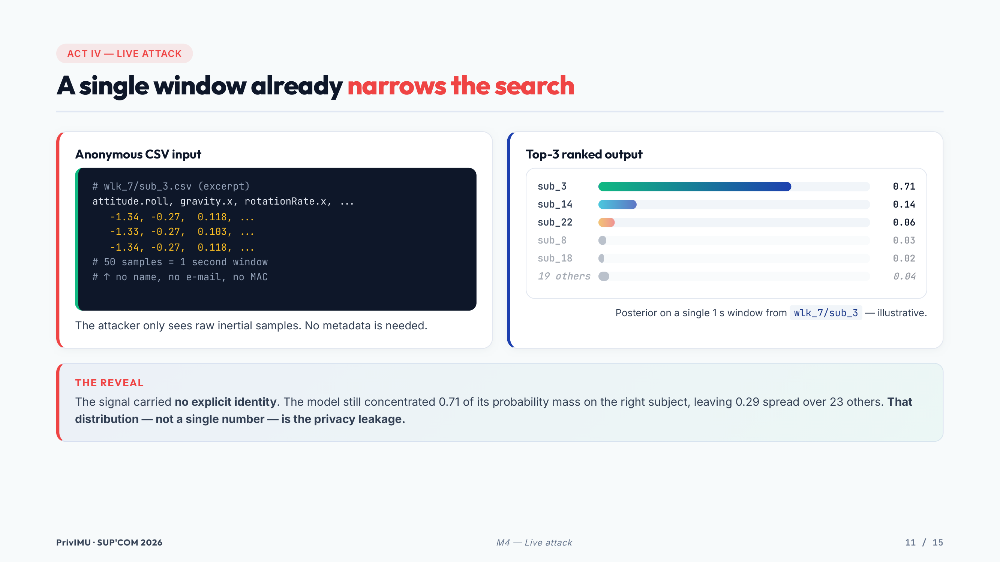 ACT IV — LIVE ATTACK
A single window already narrows the search
Anonymous CSV input
# wlk_7/sub_3.csv (excerpt)
attitude.roll, gravity.x, rotationRate.x, ...
-1.34, -0.27, 0.118, ...
-1.33, -0.27, 0.103, ...
-1.34, -0.27, 0.118, ...
# 50 samples = 1 second window
# ↑ no name, no e-mail, no MAC
The attacker only sees raw inertial samples. No metadata is needed.
Top-3 ranked output
sub_3 0.71
sub_14 0.14
sub_22 0.06
sub_8 0.03
sub_18 0.02
19 others 0.04
Posterior on a single 1 s window from wlk_7/sub_3 — illustrative.
THE REVEAL
The signal carried no explicit identity. The model still concentrated 0.71 of its probability mass on the right subject, leaving 0.29 spread over 23 others. That
distribution — not a single number — is the privacy leakage.
PrivIMU · SUP'COM 2026
M4 — Live attack
11 / 15